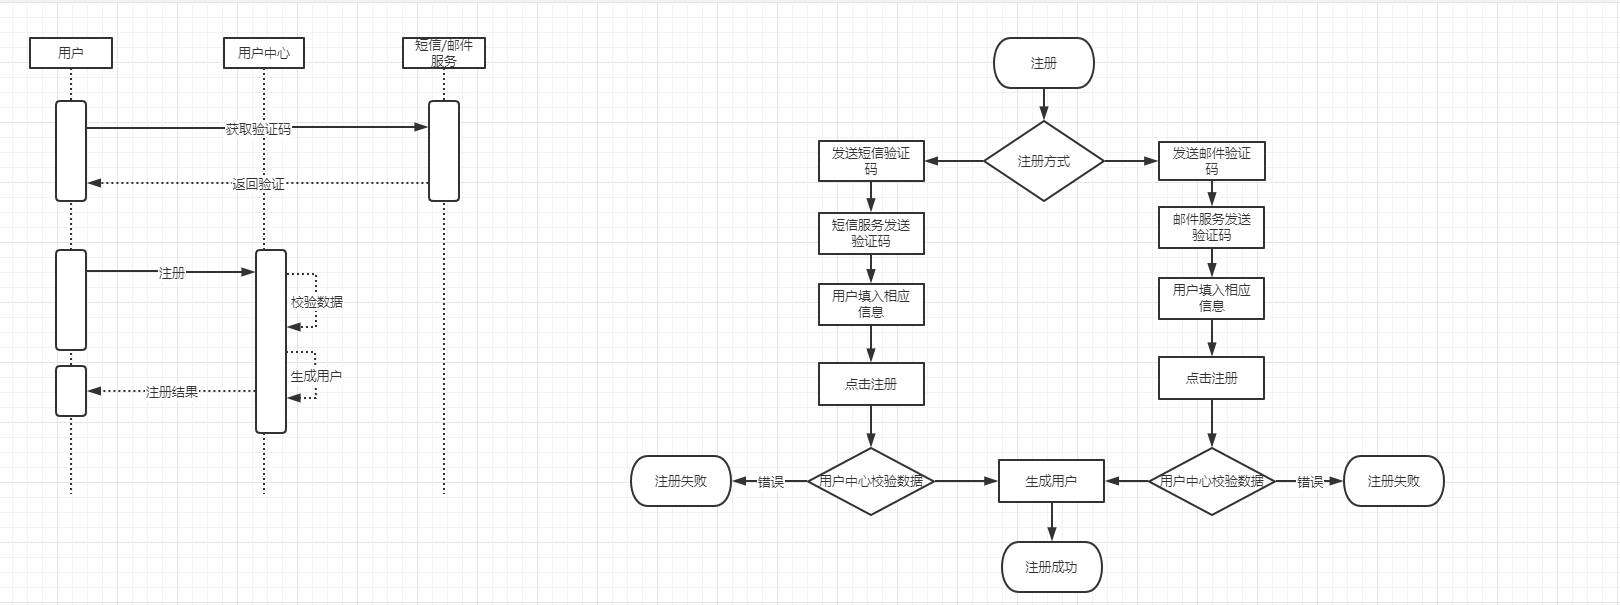 用户
用户中心
短信/邮件
服务
获取验证码
返回验证
注册
校验数据
生成用户
注册结果
注册
注册方式
发送短信验证
码
发送邮件验证
码
短信服务发送
验证码
邮件服务发送
验证码
用户填入相应
信息
用户填入相应
信息
点击注册
点击注册
注册失败
错误
用户中心校验数据
生成用户
用户中心校验数据
错误
注册失败
注册成功